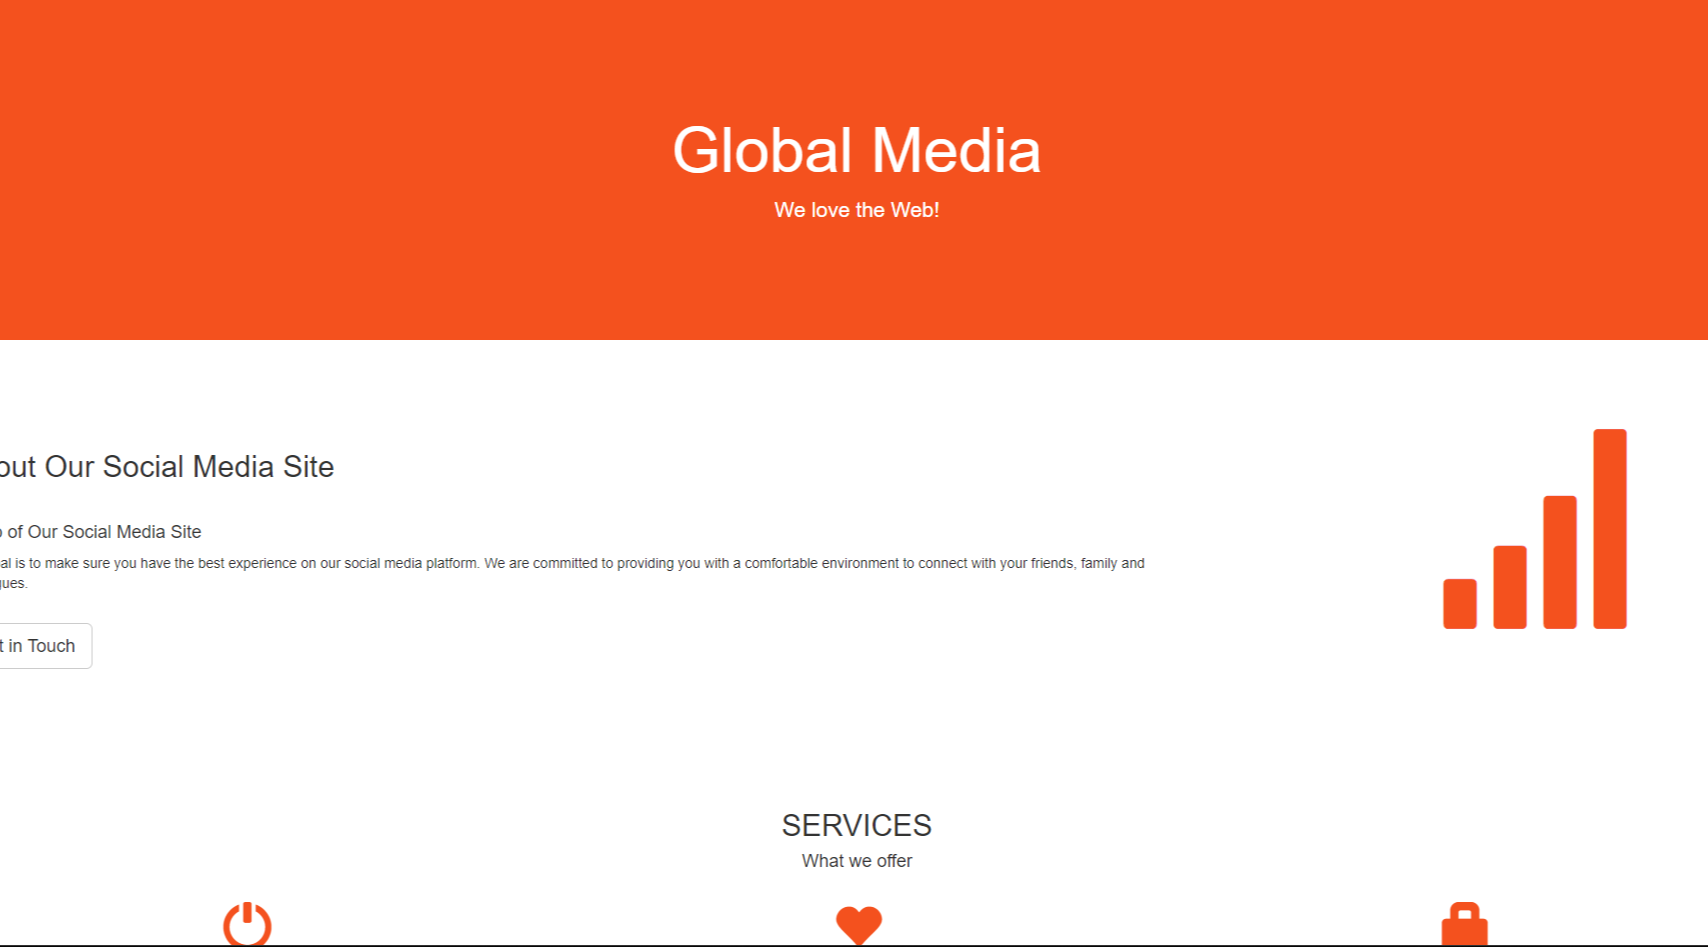 Global Media
We love the Web!
out Our Social Media Site
of Our Social Media Site
al is to make sure you have the best experience on our social media platform. We are committed to providing you with a comfortable environment to connect with your friends, family and
gues.
t in Touch
SERVICES
What we offer